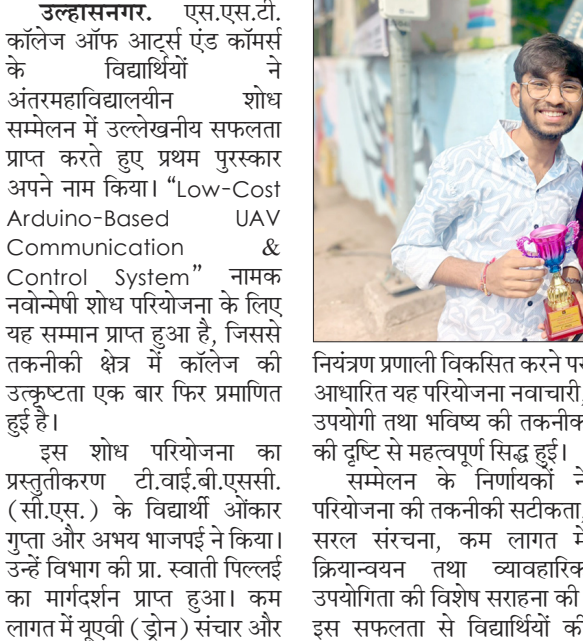 उल्हासनगर. एस.एस.टी.
कॉलेज ऑफ आर्ट्स एंड कॉमर्स
के विद्यार्थियों ने
अंतरमहाविद्यालयीन शोध
सम्मेलन में उल्लेखनीय सफलता
प्राप्त करते हुए प्रथम पुरस्कार
अपने नाम किया। “Low-Cost
Arduino-Based UAV
Communication &
Control System” नामक
नवोन्मेषी शोध परियोजना के लिए
यह सम्मान प्राप्त हुआ है, जिससे
तकनीकी क्षेत्र में कॉलेज की
उत्कृष्टता एक बार फिर प्रमाणित
हुई है।
इस शोध परियोजना का
प्रस्तुतीकरण टी.वाई.बी.एससी.
(सी.एस.) के विद्यार्थी ओंकार
गुप्ता और अभय भाजपई ने किया।
उन्हें विभाग की प्रा. स्वाती पिल्लई
का मार्गदर्शन प्राप्त हुआ। कम
लागत में यूएवी (ड्रोन) संचार और
नियंत्रण प्रणाली विकसित करने पर
आधारित यह परियोजना नवाचारी,
उपयोगी तथा भविष्य की तकनीक
की दृष्टि से महत्वपूर्ण सिद्ध हुई।
सम्मेलन के निर्णायकों ने
परियोजना की तकनीकी सटीकता,
सरल संरचना, कम लागत में
क्रियान्वयन तथा व्यावहारिक
उपयोगिता की विशेष सराहना की
इस सफलता से विद्यार्थियों